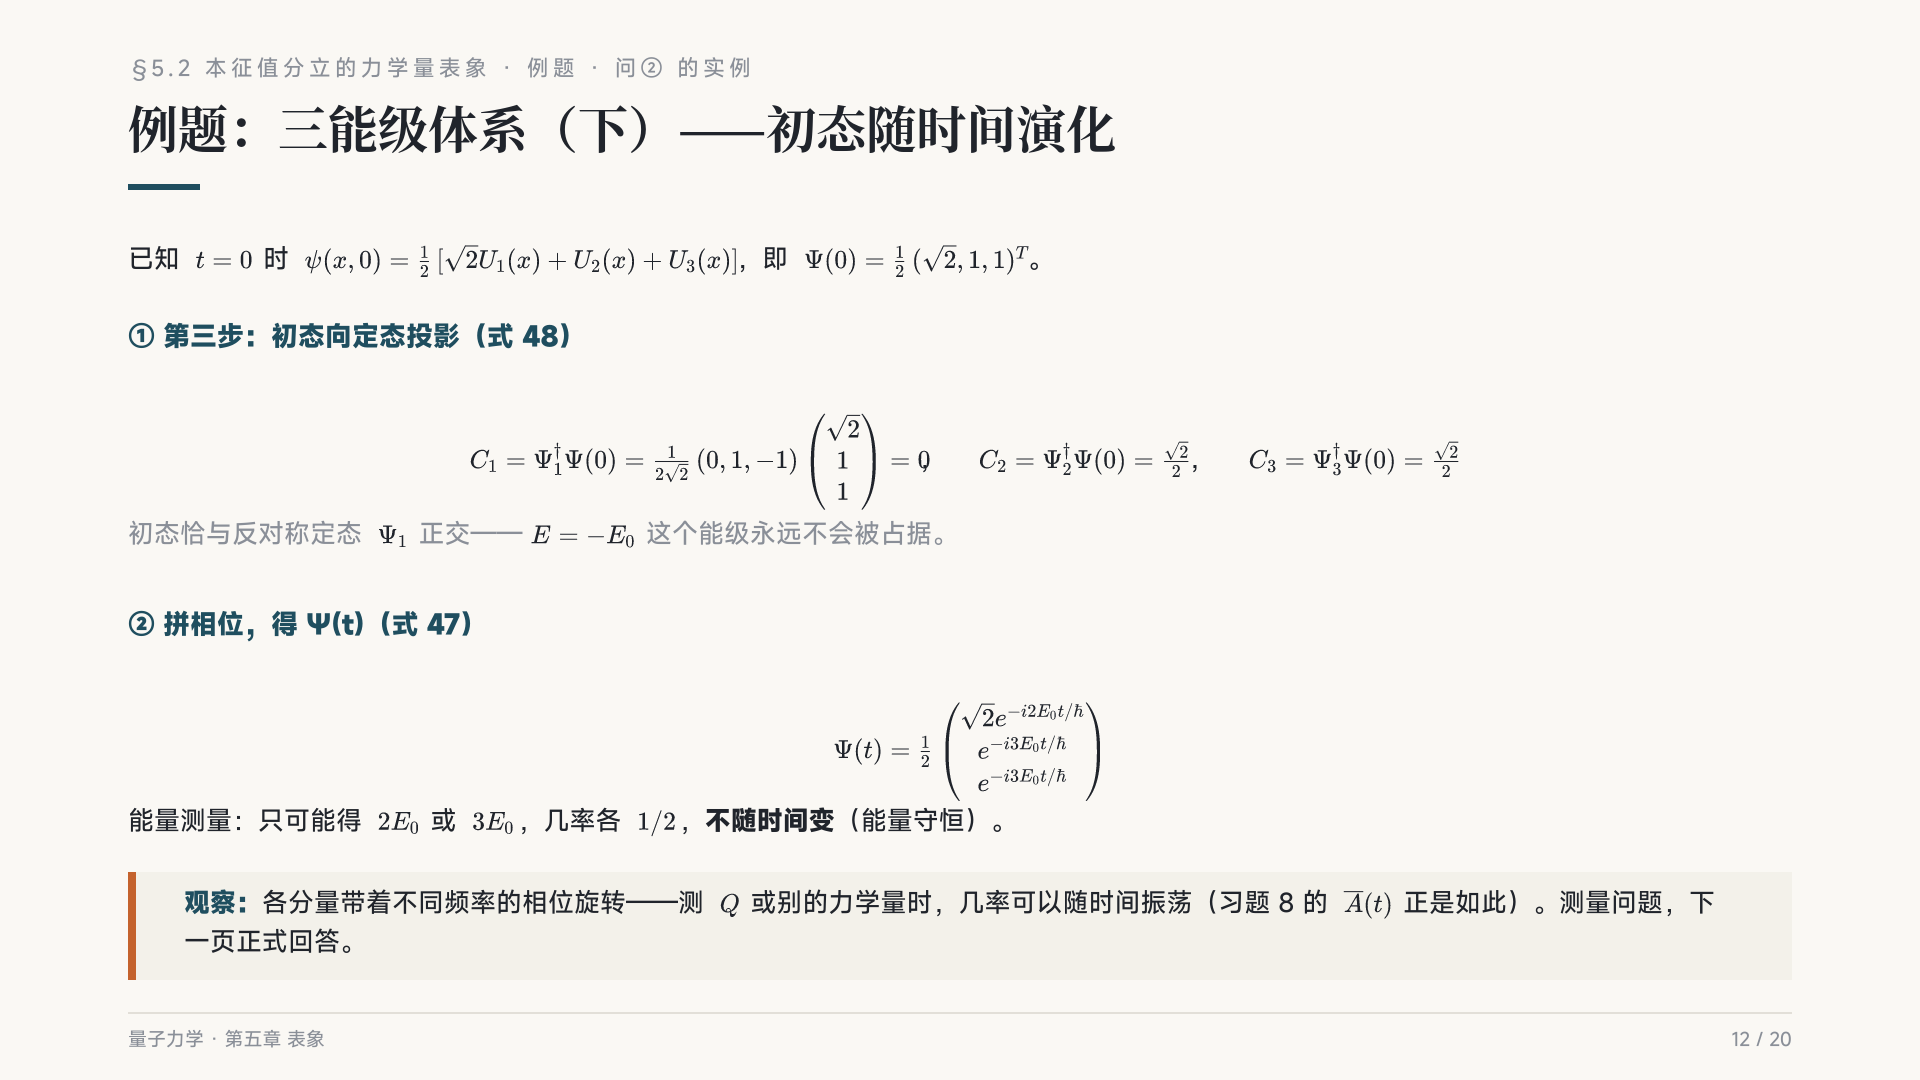 §5.2 本征值分立的力学量表象 · 例题 · 问② 的实例
例题：三能级体系（下）——初态随时间演化
已知 t = 0 时 ψ(x, 0) = 1/2 [√2U₁(x) + U₂(x) + U₃(x)]，即 Ψ(0) = 1/2 (√2, 1, 1)ᵀ。
① 第三步：初态向定态投影（式 48）
C₁ = Ψ₁†Ψ(0) = 1/(2√2) (0, 1, −1) (√2 1 1) = 0, C₂ = Ψ₂†Ψ(0) = √2/2, C₃ = Ψ₃†Ψ(0) = √2/2
初态恰与反对称定态 Ψ₁ 正交—— E = −E₀ 这个能级永远不会被占据。
② 拼相位，得 Ψ(t)（式 47）
Ψ(t) = 1/2 (√2e^{−i2E₀t/ħ} e^{−i3E₀t/ħ} e^{−i3E₀t/ħ})
能量测量：只可能得 2E₀ 或 3E₀，几率各 1/2，不随时间变（能量守恒）。
观察：各分量带着不同频率的相位旋转——测 Q 或别的力学量时，几率可以随时间振荡（习题 8 的 A̅(t) 正是如此）。测量问题，下
一页正式回答。
量子力学 · 第五章 表象
12 / 20